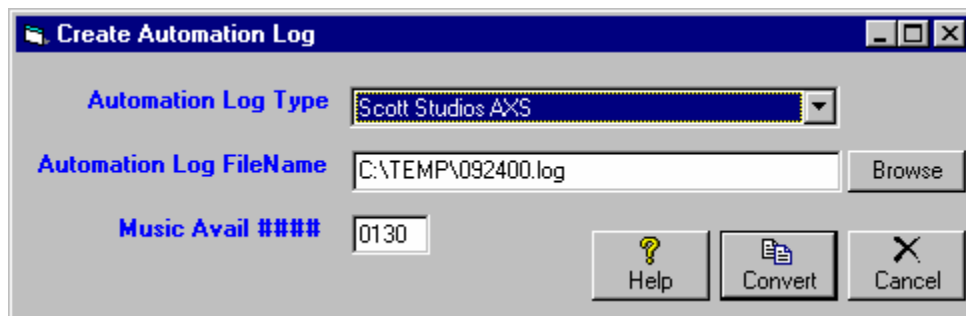 Create Automation Log
Automation Log Type Scott Studios AXS
Automation Log FileName C:\TEMP\092400.log Browse
Music Avail #### 0130
Help Convert Cancel